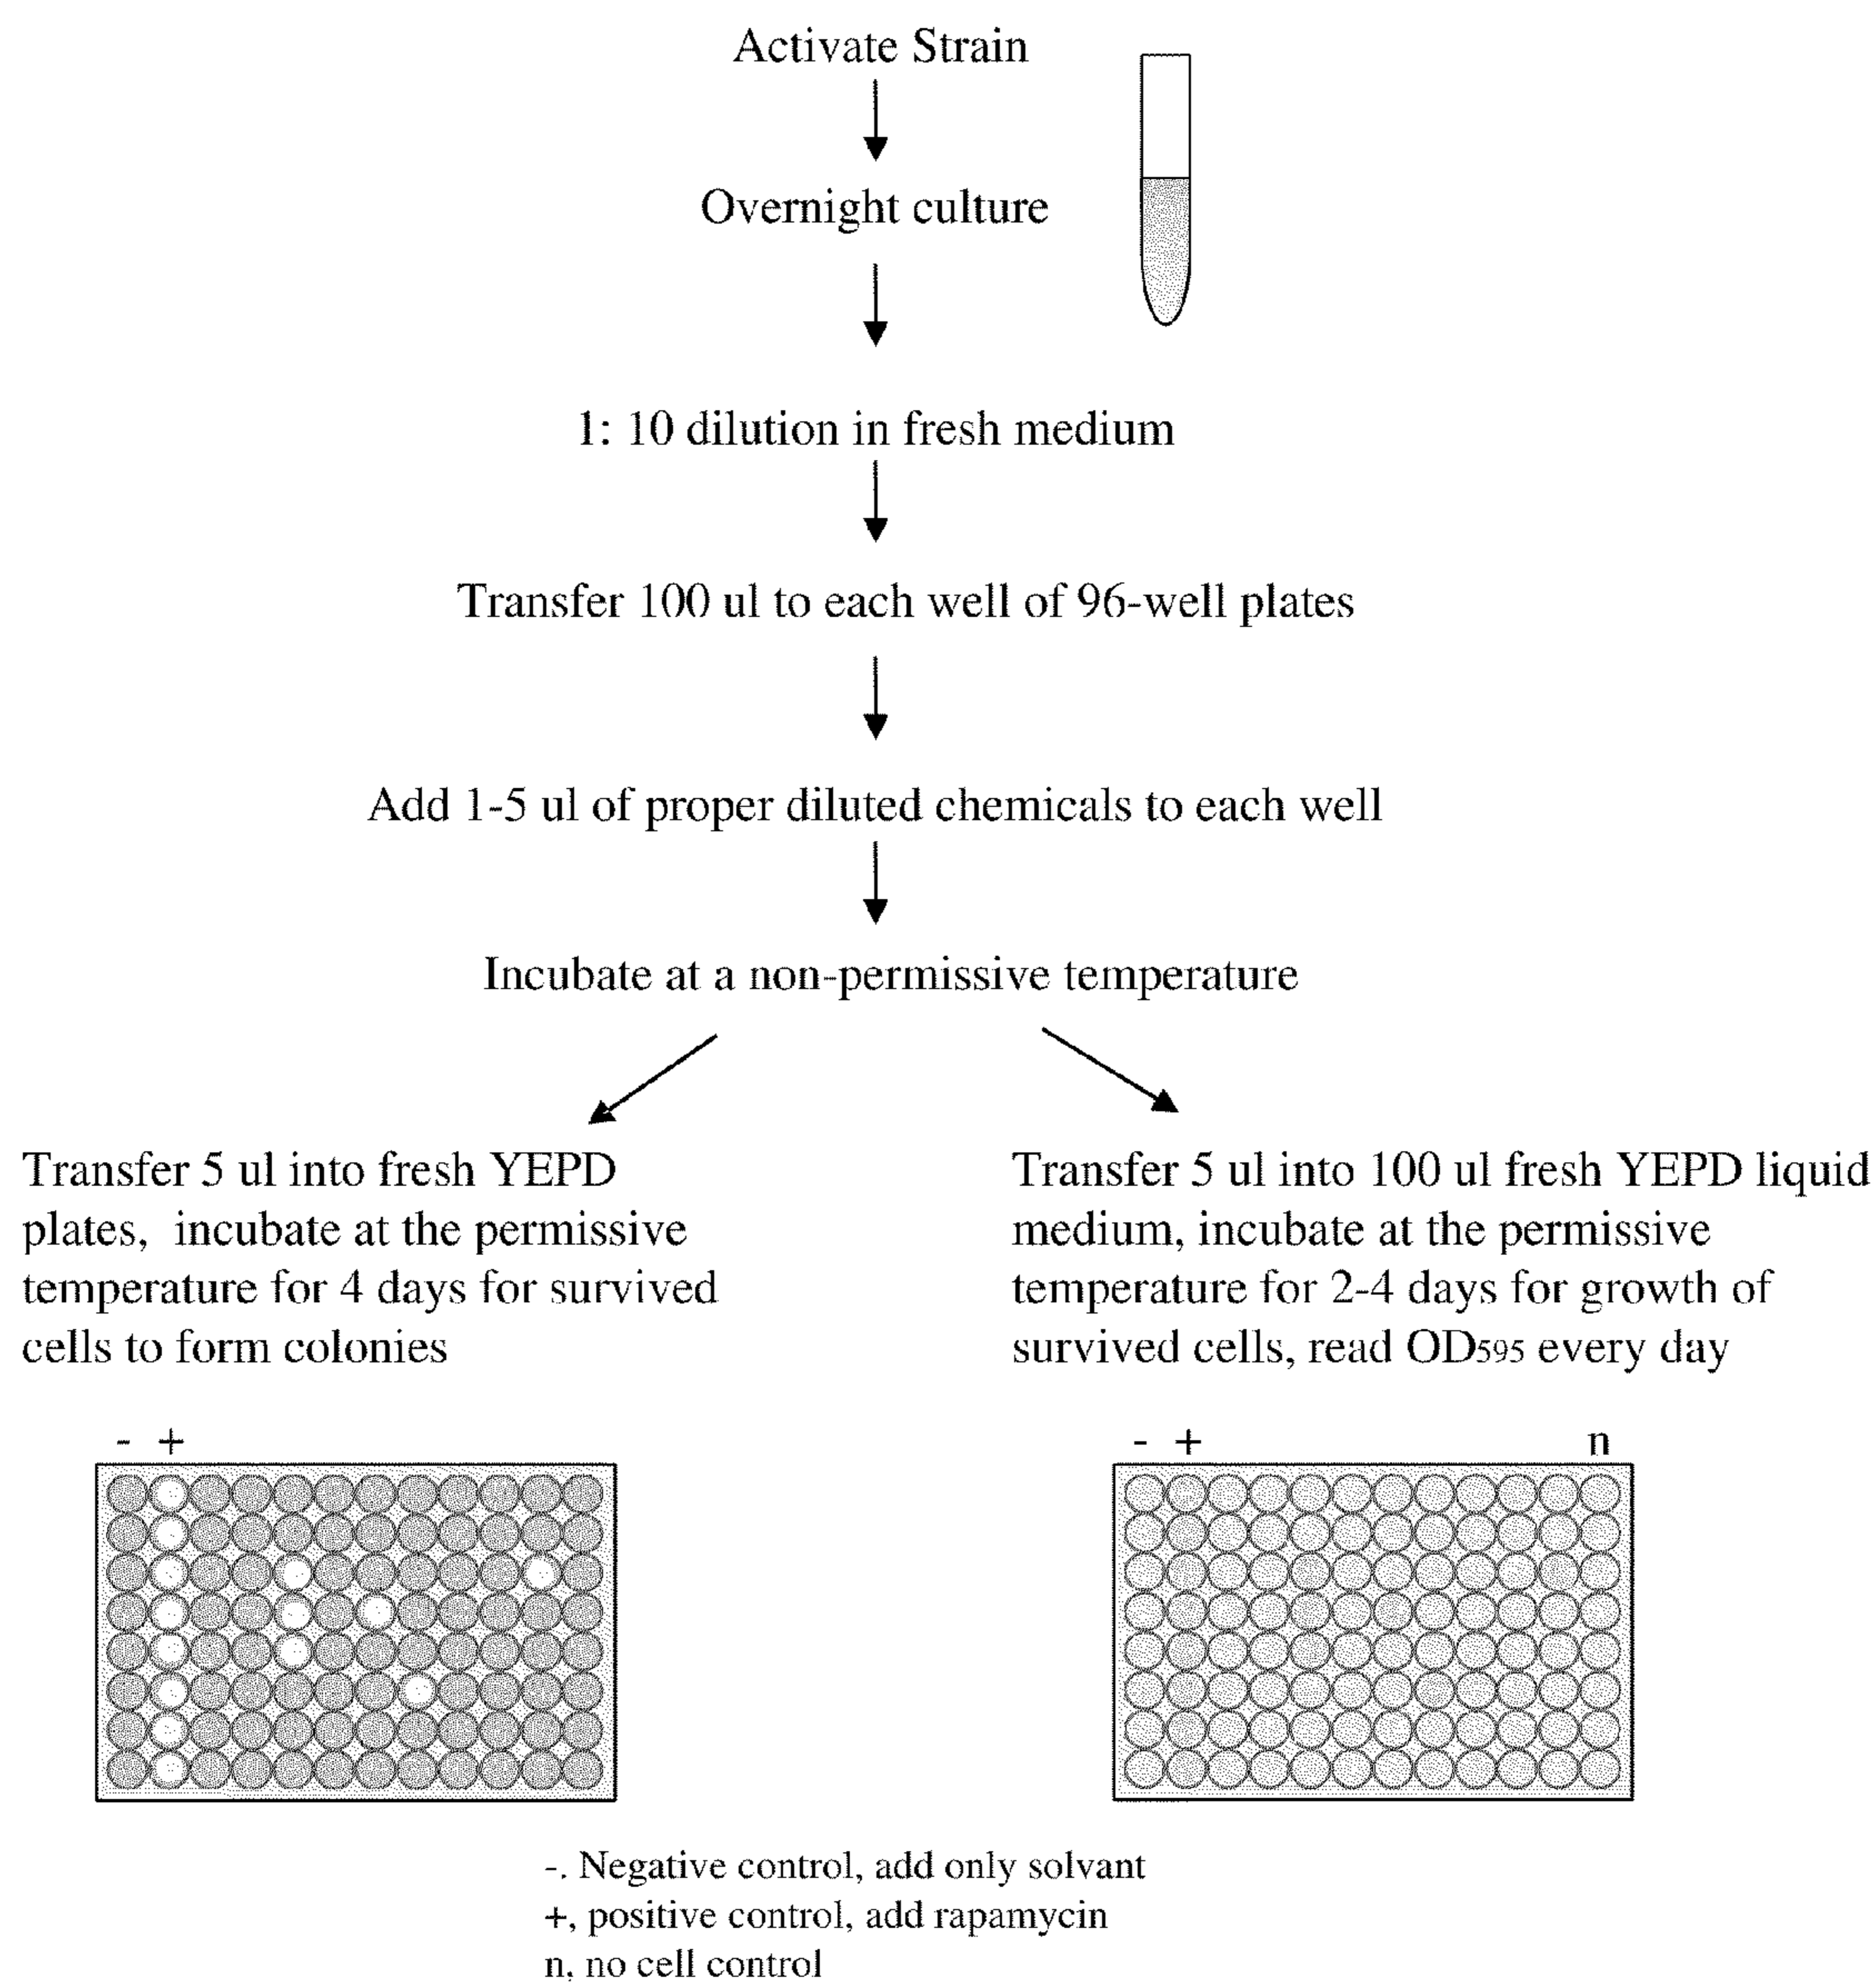 Activate Strain
Overnight culture
1: 10 dilution in fresh medium
Transfer 100 ul to each well of 96-well plates
Add 1-5 ul of proper diluted chemicals to each well
Incubate at a non-permissive temperature
Transfer 5 ul into fresh YEPD
plates, incubate at the permissive
temperature for 4 days for survived
cells to form colonies
Transfer 5 ul into 100 ul fresh YEPD liquid
medium, incubate at the permissive
temperature for 2-4 days for growth of
survived cells, read OD595 every day
- +
- + n
-. Negative control, add only solvant
+, positive control, add rapamycin
n, no cell control